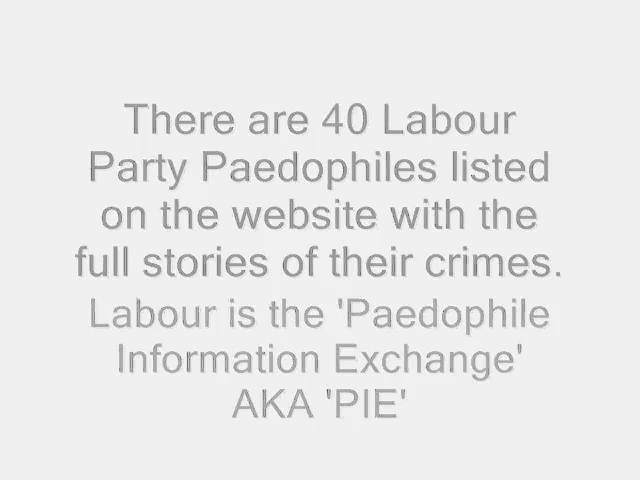 There are 40 Labour
Party Paedophiles listed
on the website with the
full stories of their crimes.
Labour is the 'Paedophile
Information Exchange'
AKA 'PIE'